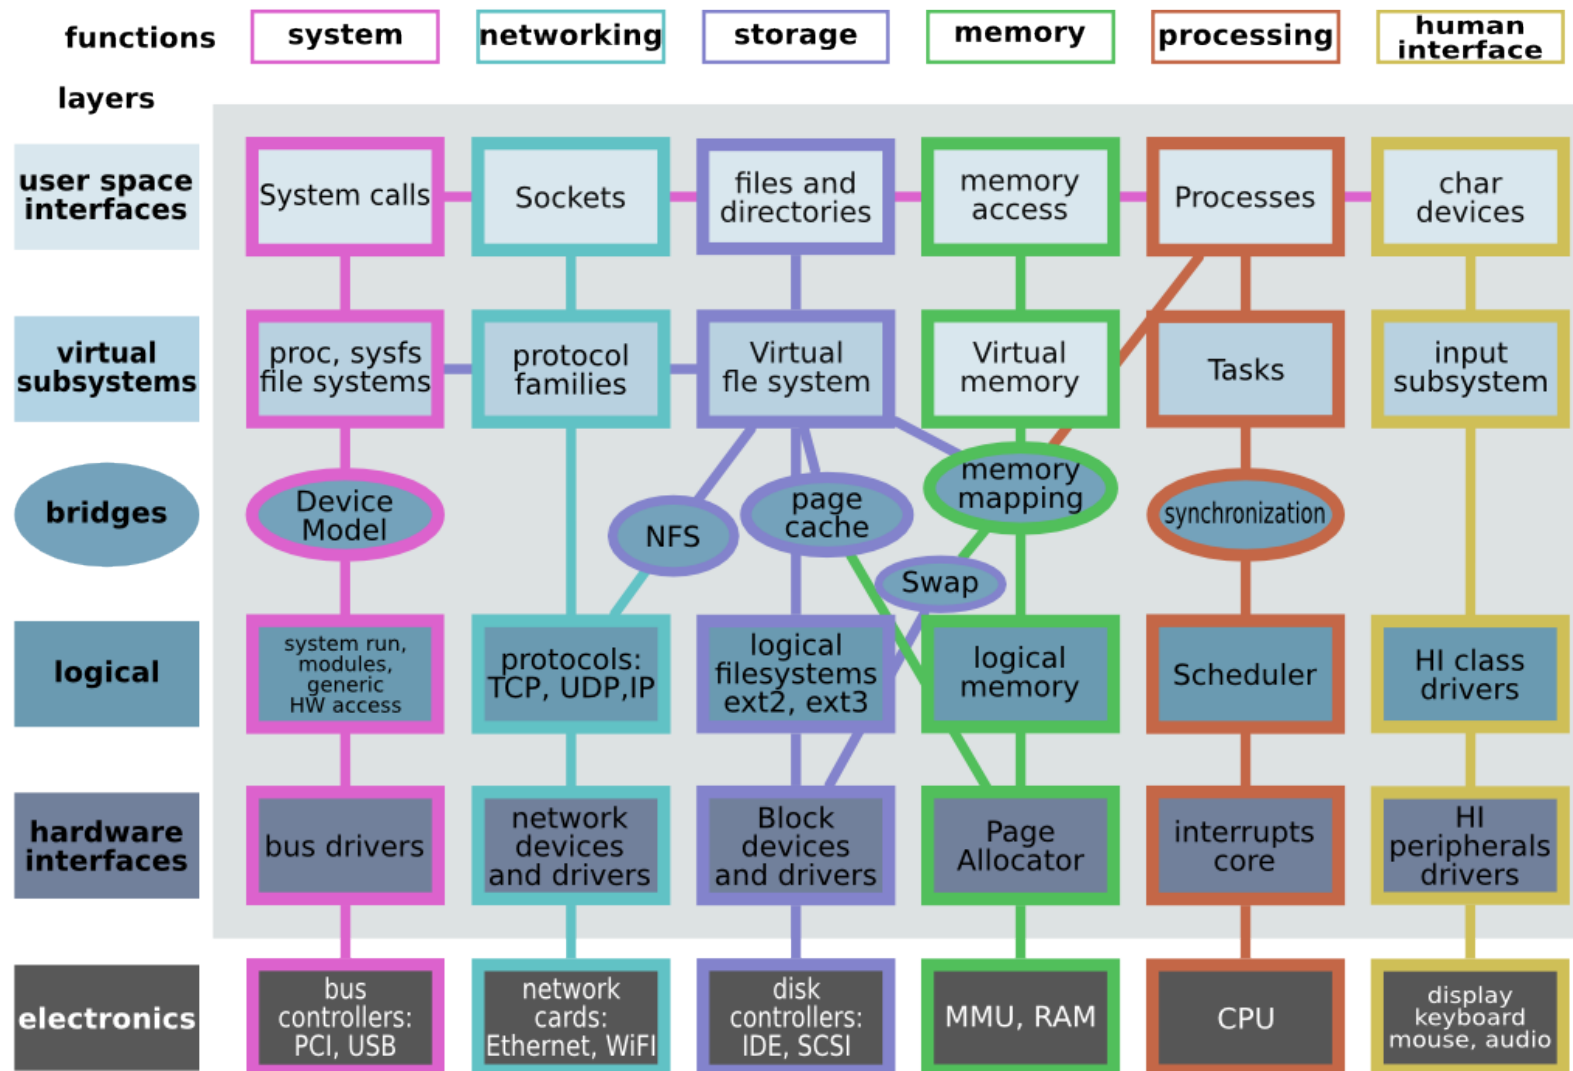 functions
system
networking
storage
memory
processing
human
interface
layers
user space
interfaces
System calls
Sockets
files and
directories
memory
access
Processes
char
devices
virtual
subsystems
proc, sysfs
file systems
protocol
families
Virtual
fle system
Virtual
memory
Tasks
input
subsystem
bridges
Device
Model
NFS
page
cache
memory
mapping
Swap
synchronization
logical
system run,
modules,
generic
HW access
protocols:
TCP, UDP,IP
logical
filesystems
ext2, ext3
logical
memory
Scheduler
HI class
drivers
hardware
interfaces
bus drivers
network
devices
and drivers
Block
devices
and drivers
Page
Allocator
interrupts
core
HI
peripherals
drivers
electronics
bus
controllers:
PCI, USB
network
cards:
Ethernet, WiFI
disk
controllers:
IDE, SCSI
MMU, RAM
CPU
display
keyboard
mouse, audio